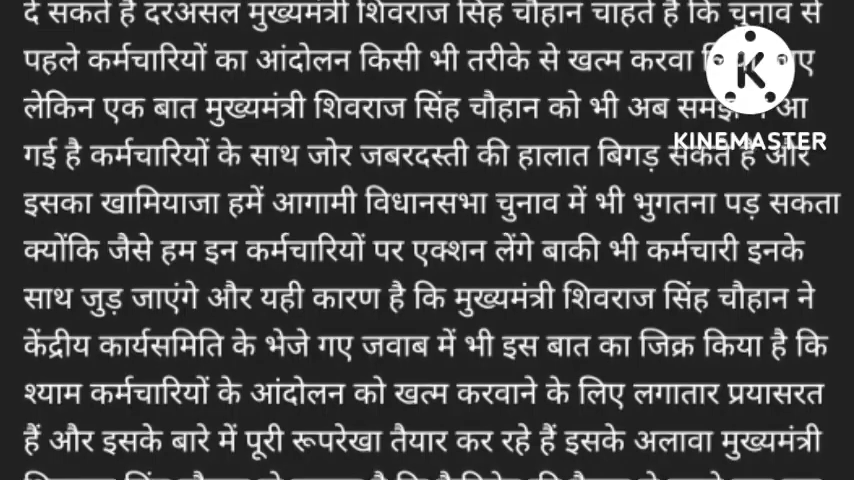 दे सकते हैं दरअसल मुख्यमंत्री शिवराज सिंह चौहान चाहते हैं कि चुनाव से
पहले कर्मचारियों का आंदोलन किसी भी तरीके से खत्म करवा
लेकिन एक बात मुख्यमंत्री शिवराज सिंह चौहान को भी अब समझ में आ
गई है कर्मचारियों के साथ जोर जबरदस्ती की हालात बिगड़ सकते हैं और
इसका खामियाजा हमें आगामी विधानसभा चुनाव में भी भुगतना पड़ सकता
क्योंकि जैसे हम इन कर्मचारियों पर एक्शन लेंगे बाकी भी कर्मचारी इनके
साथ जुड़ जाएंगे और यही कारण है कि मुख्यमंत्री शिवराज सिंह चौहान ने
केंद्रीय कार्यसमिति के भेजे गए जवाब में भी इस बात का जिक्र किया है कि
श्याम कर्मचारियों के आंदोलन को खत्म करवाने के लिए लगातार प्रयासरत
हैं और इसके बारे में पूरी रूपरेखा तैयार कर रहे हैं इसके अलावा मुख्यमंत्री
K
KINEMASTER